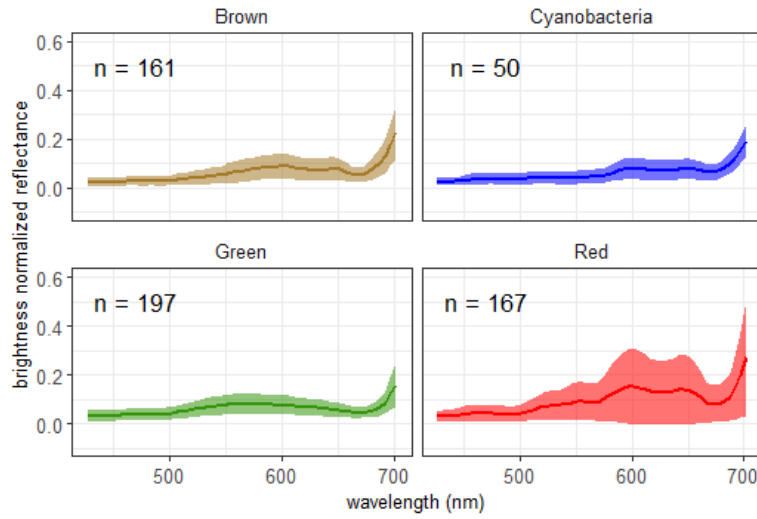 Brown
Cyanobacteria
0.6
0.4
0.2
0.0
n = 161
n = 50
Green
Red
0.6
0.4
0.2
0.0
n = 197
n = 167
brightness normalized reflectance
500
600
700
500
600
700
wavelength (nm)